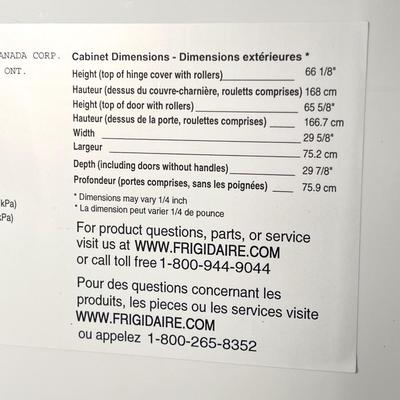 ANADA CORP.
ONT.
Cabinet Dimensions - Dimensions extérieures *
Height (top of hinge cover with rollers) 66 1/8"
Hauteur (dessus du couvre-charnière, rouletts comprises) 168 cm
Height (top of door with rollers) 65 5/8"
Hauteur (dessus de la porte, roulettes comprises) 166.7 cm
Width 29 5/8"
Largeur 75.2 cm
Depth (including doors without handles) 29 7/8"
Profondeur (portes comprises, sans les poignées) 75.9 cm
* Dimensions may vary 1/4 inch
* La dimension peut varier 1/4 de pounce
kPa)
kPa)
For product questions, parts, or service
visit us at WWW.FRIGIDAIRE.COM
or call toll free 1-800-944-9044
Pour des questions concernant les
produits, les pieces ou les services visite
WWW.FRIGIDAIRE.COM
ou appelez 1-800-265-8352